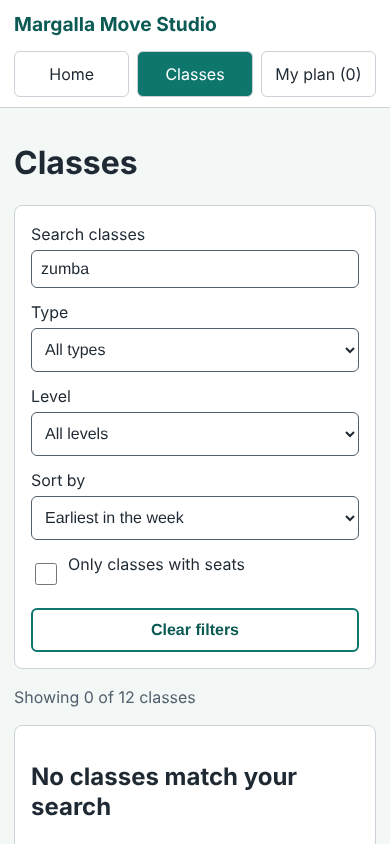 Margalla Move Studio
Home
Classes
My plan (0)
Classes
Search classes
zumba
Type
All types
Level
All levels
Sort by
Earliest in the week
Only classes with seats
Clear filters
Showing 0 of 12 classes
No classes match your
search